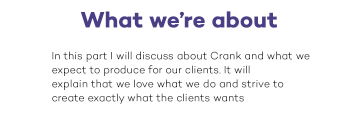 What we're about
In this part I will discuss about Crank and what we
expect to produce for our clients. It will
explain that we love what we do and strive to
create exactly what the clients wants